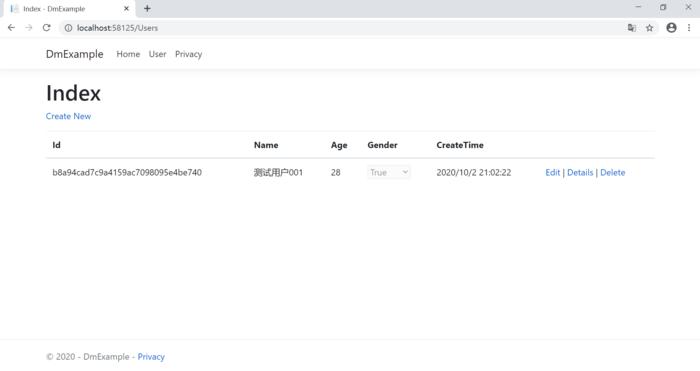 Index - DmExample
localhost:58125/Users
DmExample Home User Privacy
Index
Create New
Id Name Age Gender CreateTime
b8a94cad7c9a4159ac7098095e4be740 测试用户001 28 True 2020/10/2 21:02:22 Edit | Details | Delete
© 2020 - DmExample - Privacy